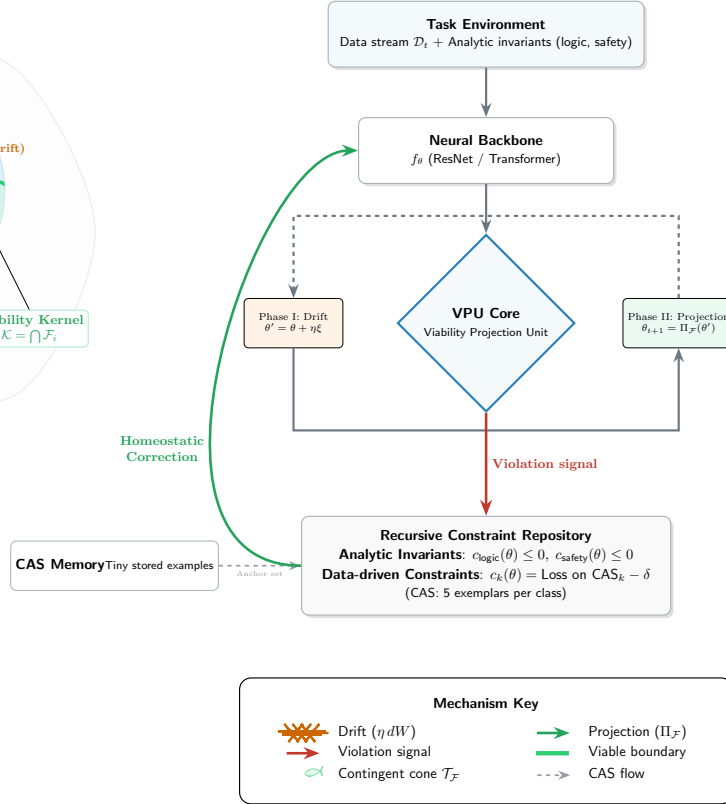 Task Environment
Data stream 𝒟ₜ + Analytic invariants (logic, safety)
Neural Backbone
f_θ (ResNet / Transformer)
rift)
bility Kernel
𝒦 = ⋂ ℱᵢ
Phase I: Drift
θ′ = θ + ηξ
VPU Core
Viability Projection Unit
Phase II: Projection
θₜ₊₁ = Π_ℱ(θ′)
Homeostatic
Correction
Violation signal
CAS Memory Tiny stored examples
Anchor set
Recursive Constraint Repository
Analytic Invariants: c_logic(θ) ≤ 0, c_safety(θ) ≤ 0
Data-driven Constraints: cₖ(θ) = Loss on CASₖ − δ
(CAS: 5 exemplars per class)
Mechanism Key
Drift (η dW)
Projection (Π_ℱ)
Violation signal
Viable boundary
Contingent cone 𝒯_ℱ
CAS flow